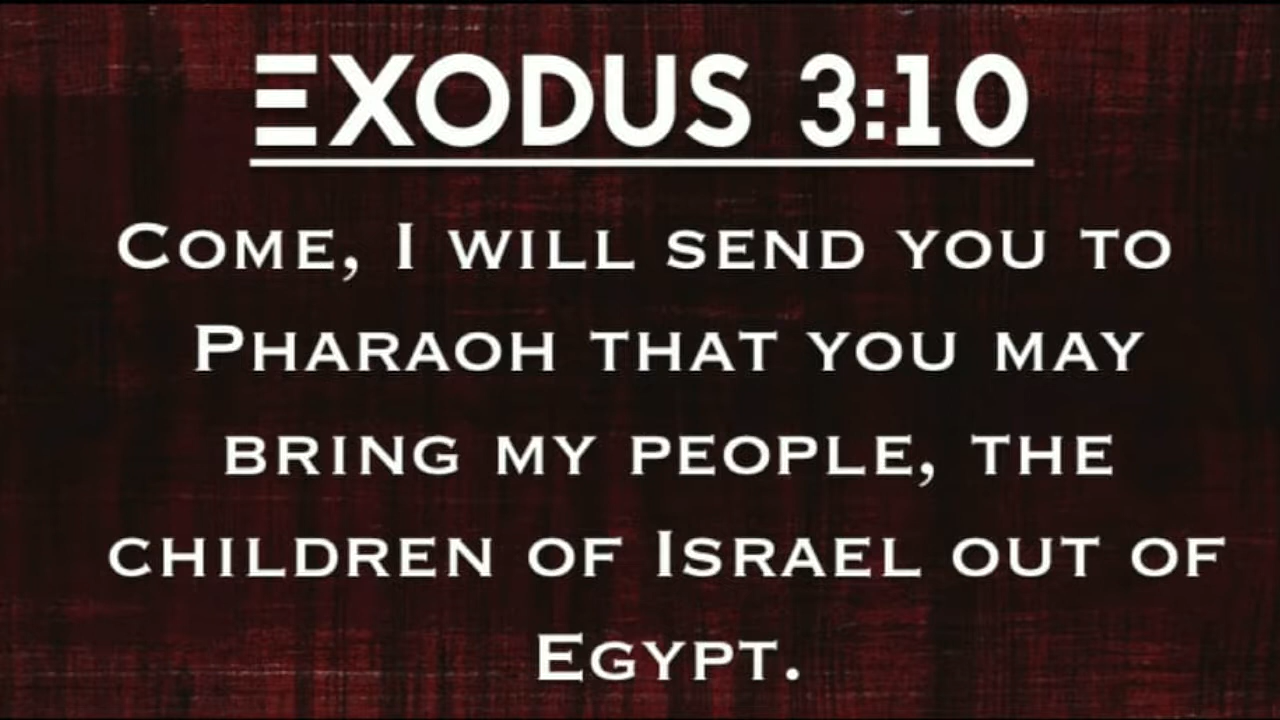 EXODUS 3:10
Come, I will send you to
Pharaoh that you may
bring my people, the
children of Israel out of
Egypt.